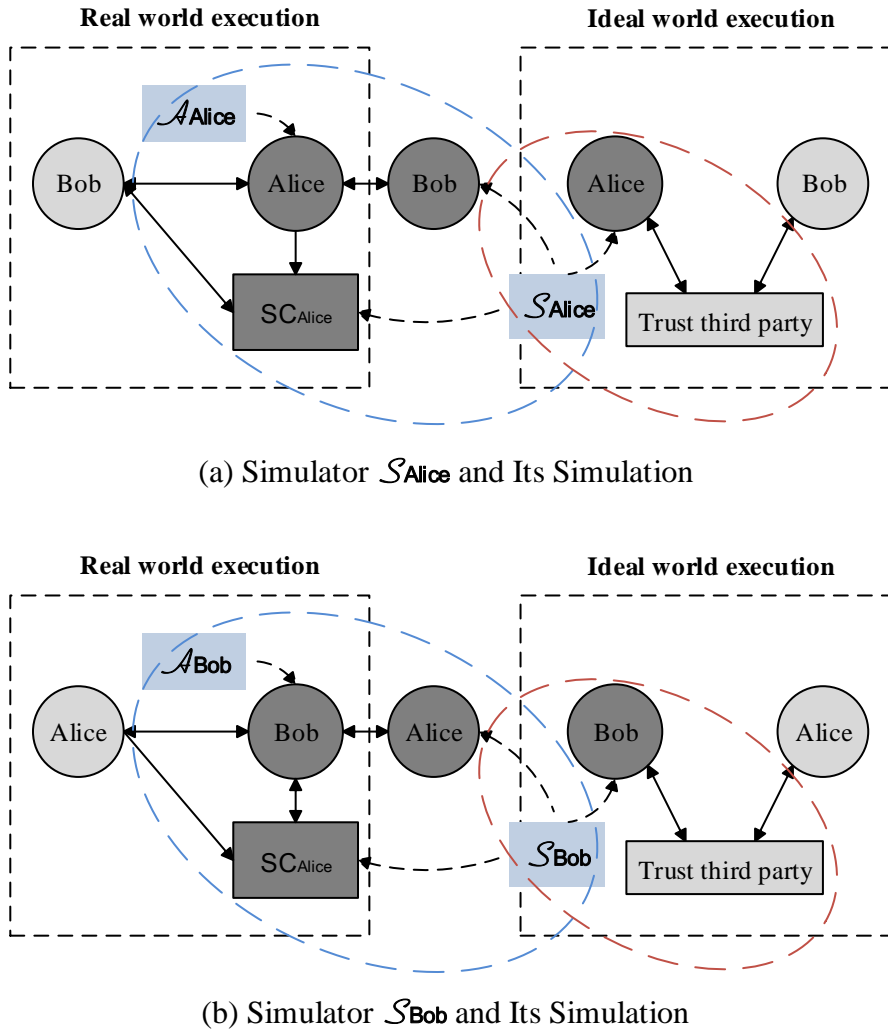 Real world execution
Ideal world execution
𝒜Alice
Bob
Alice
Bob
Alice
Bob
SCAlice
𝒮Alice
Trust third party
(a) Simulator 𝒮Alice and Its Simulation
Real world execution
Ideal world execution
𝒜Bob
Alice
Bob
Alice
Bob
Alice
SCAlice
𝒮Bob
Trust third party
(b) Simulator 𝒮Bob and Its Simulation